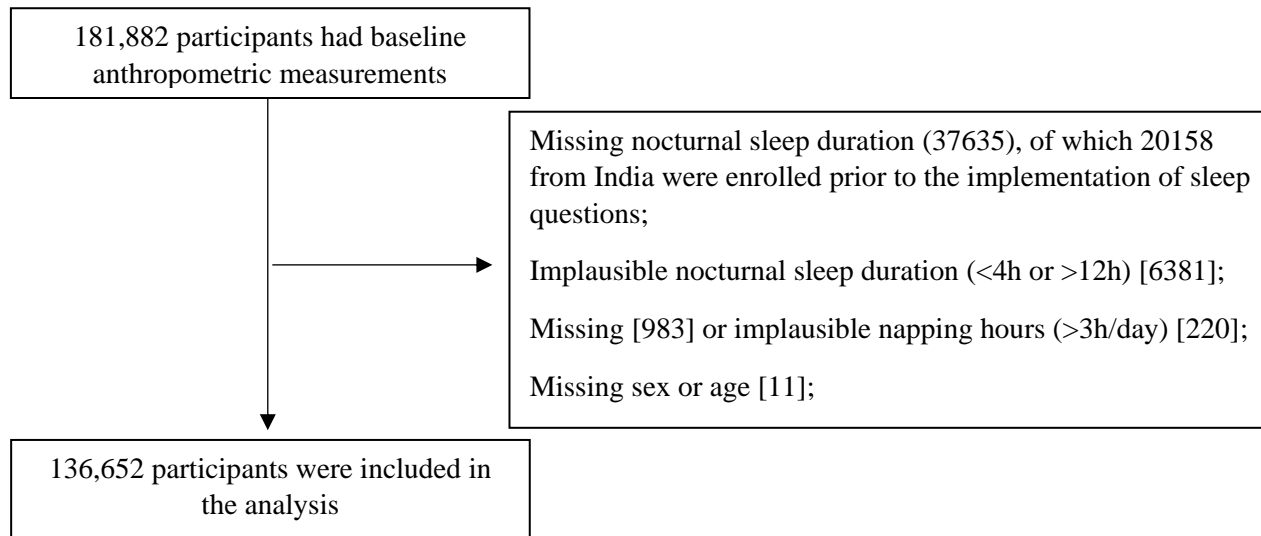 181,882 participants had baseline
anthropometric measurements
Missing nocturnal sleep duration (37635), of which 20158
from India were enrolled prior to the implementation of sleep
questions;
Implausible nocturnal sleep duration (<4h or >12h) [6381];
Missing [983] or implausible napping hours (>3h/day) [220];
Missing sex or age [11];
136,652 participants were included in
the analysis